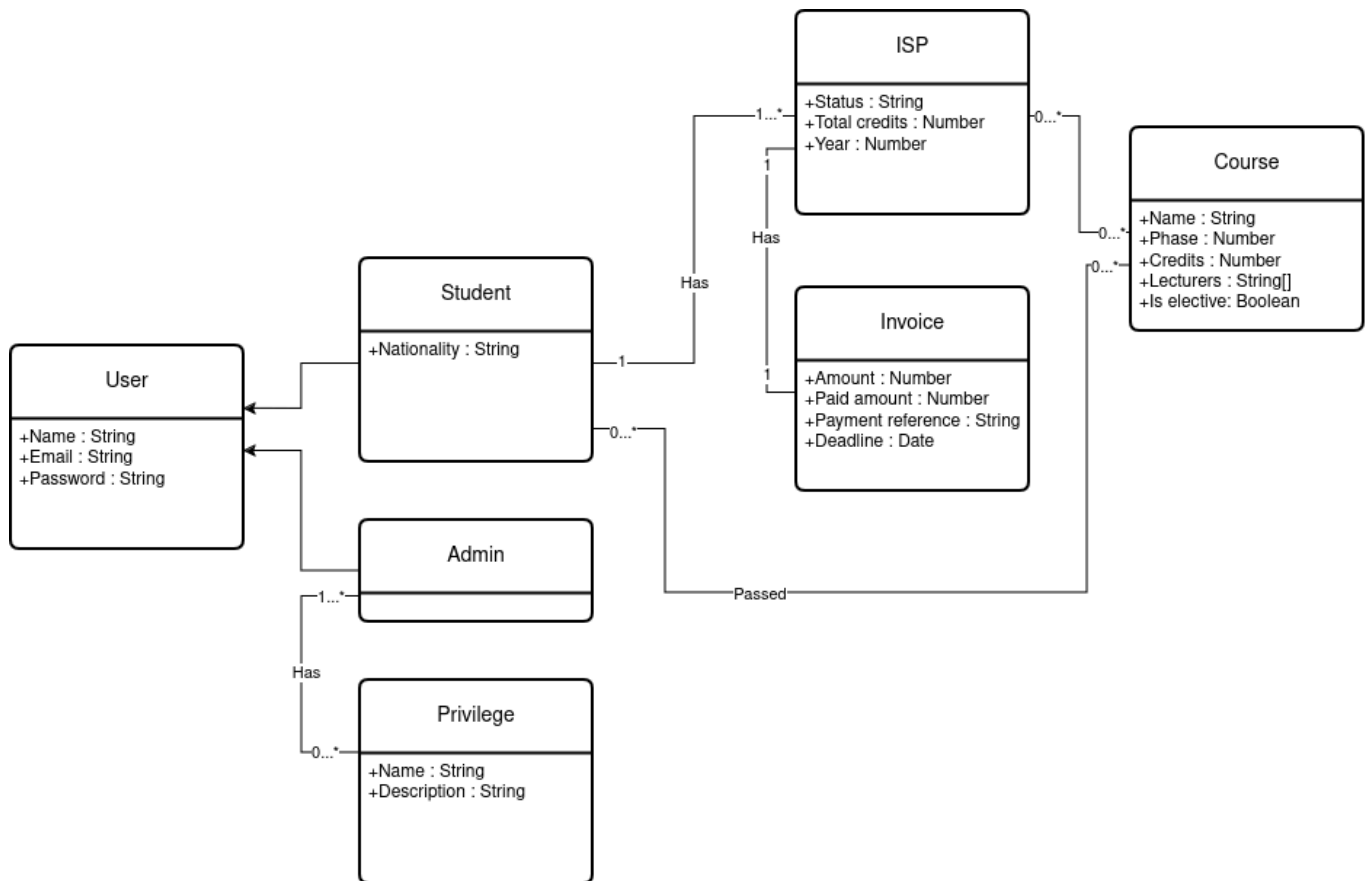 ISP
+Status : String
+Total credits : Number
+Year : Number
1...*
0...*
1
Has
1
Course
+Name : String
+Phase : Number
+Credits : Number
+Lecturers : String[]
+Is elective: Boolean
0...*
0...*
Student
+Nationality : String
1
Has
0...*
Invoice
+Amount : Number
+Paid amount : Number
+Payment reference : String
+Deadline : Date
User
+Name : String
+Email : String
+Password : String
Admin
1...*
Passed
Has
0...*
Privilege
+Name : String
+Description : String